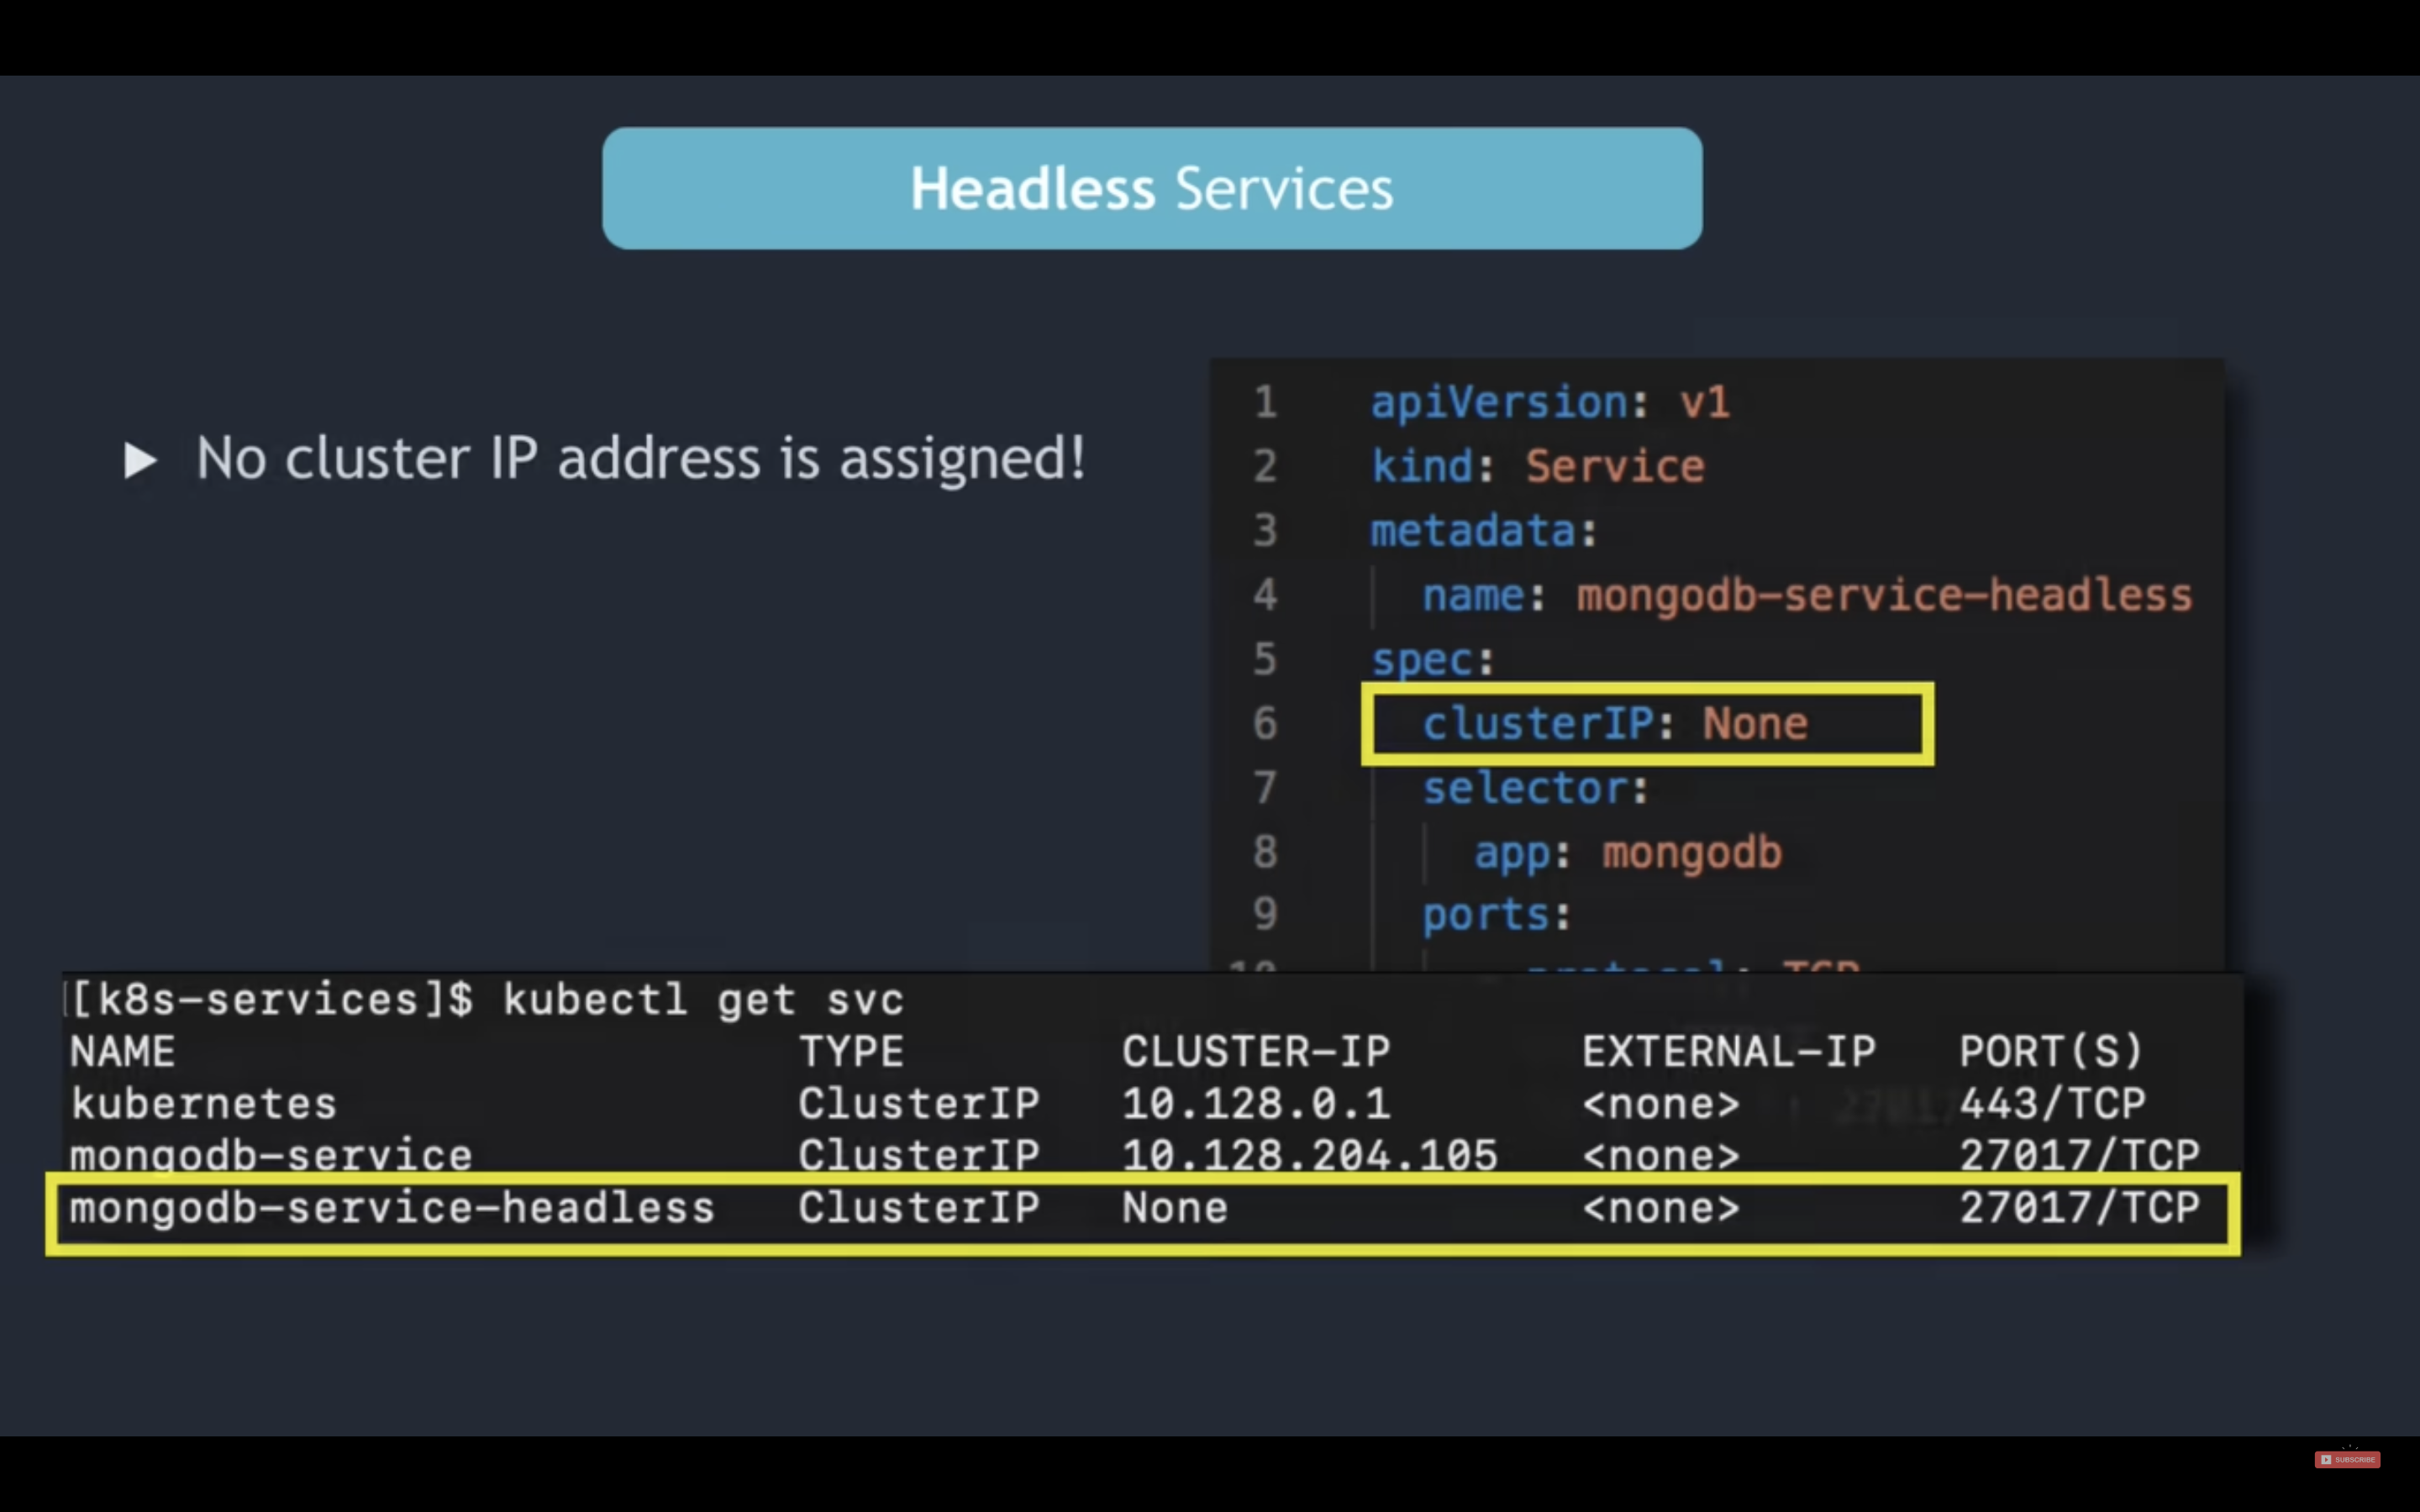 Headless Services
▶ No cluster IP address is assigned!
1 apiVersion: v1
2 kind: Service
3 metadata:
4 name: mongodb-service-headless
5 spec:
6 clusterIP: None
7 selector:
8 app: mongodb
9 ports:
10 - protocol: TCP
[k8s-services]$ kubectl get svc
NAME TYPE CLUSTER-IP EXTERNAL-IP PORT(S)
kubernetes ClusterIP 10.128.0.1 <none> 443/TCP
mongodb-service ClusterIP 10.128.204.105 <none> 27017/TCP
mongodb-service-headless ClusterIP None <none> 27017/TCP
SUBSCRIBE